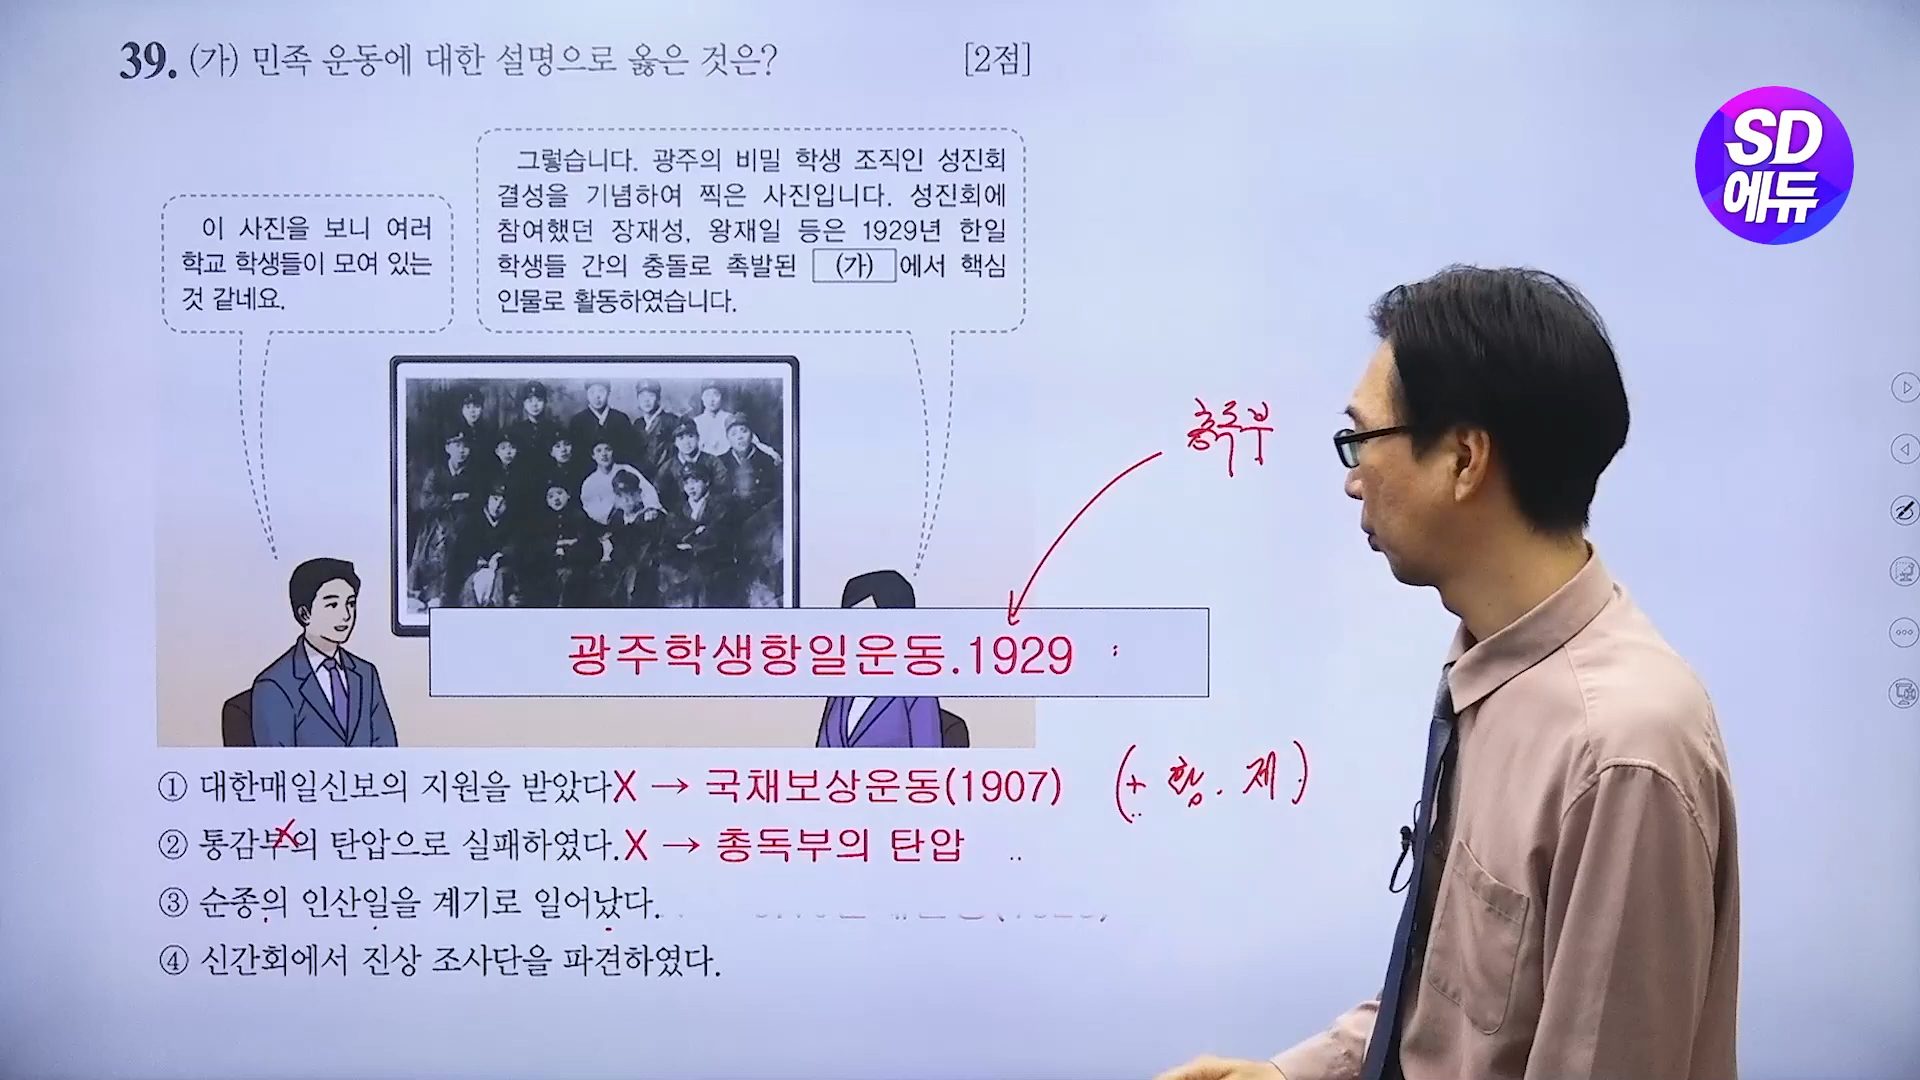 39. (가) 민족 운동에 대한 설명으로 옳은 것은? [2점]
SD
에듀
이 사진을 보니 여러
학교 학생들이 모여 있는
것 같네요.
그렇습니다. 광주의 비밀 학생 조직인 성진회
결성을 기념하여 찍은 사진입니다. 성진회에
참여했던 장재성, 왕재일 등은 1929년 한일
학생들 간의 충돌로 촉발된 (가) 에서 핵심
인물로 활동하였습니다.
총독부
광주학생항일운동.1929
① 대한매일신보의 지원을 받았다X → 국채보상운동(1907) (+ 황. 제.)
② 통감부의 탄압으로 실패하였다.X → 총독부의 탄압
③ 순종의 인산일을 계기로 일어났다.
④ 신간회에서 진상 조사단을 파견하였다.